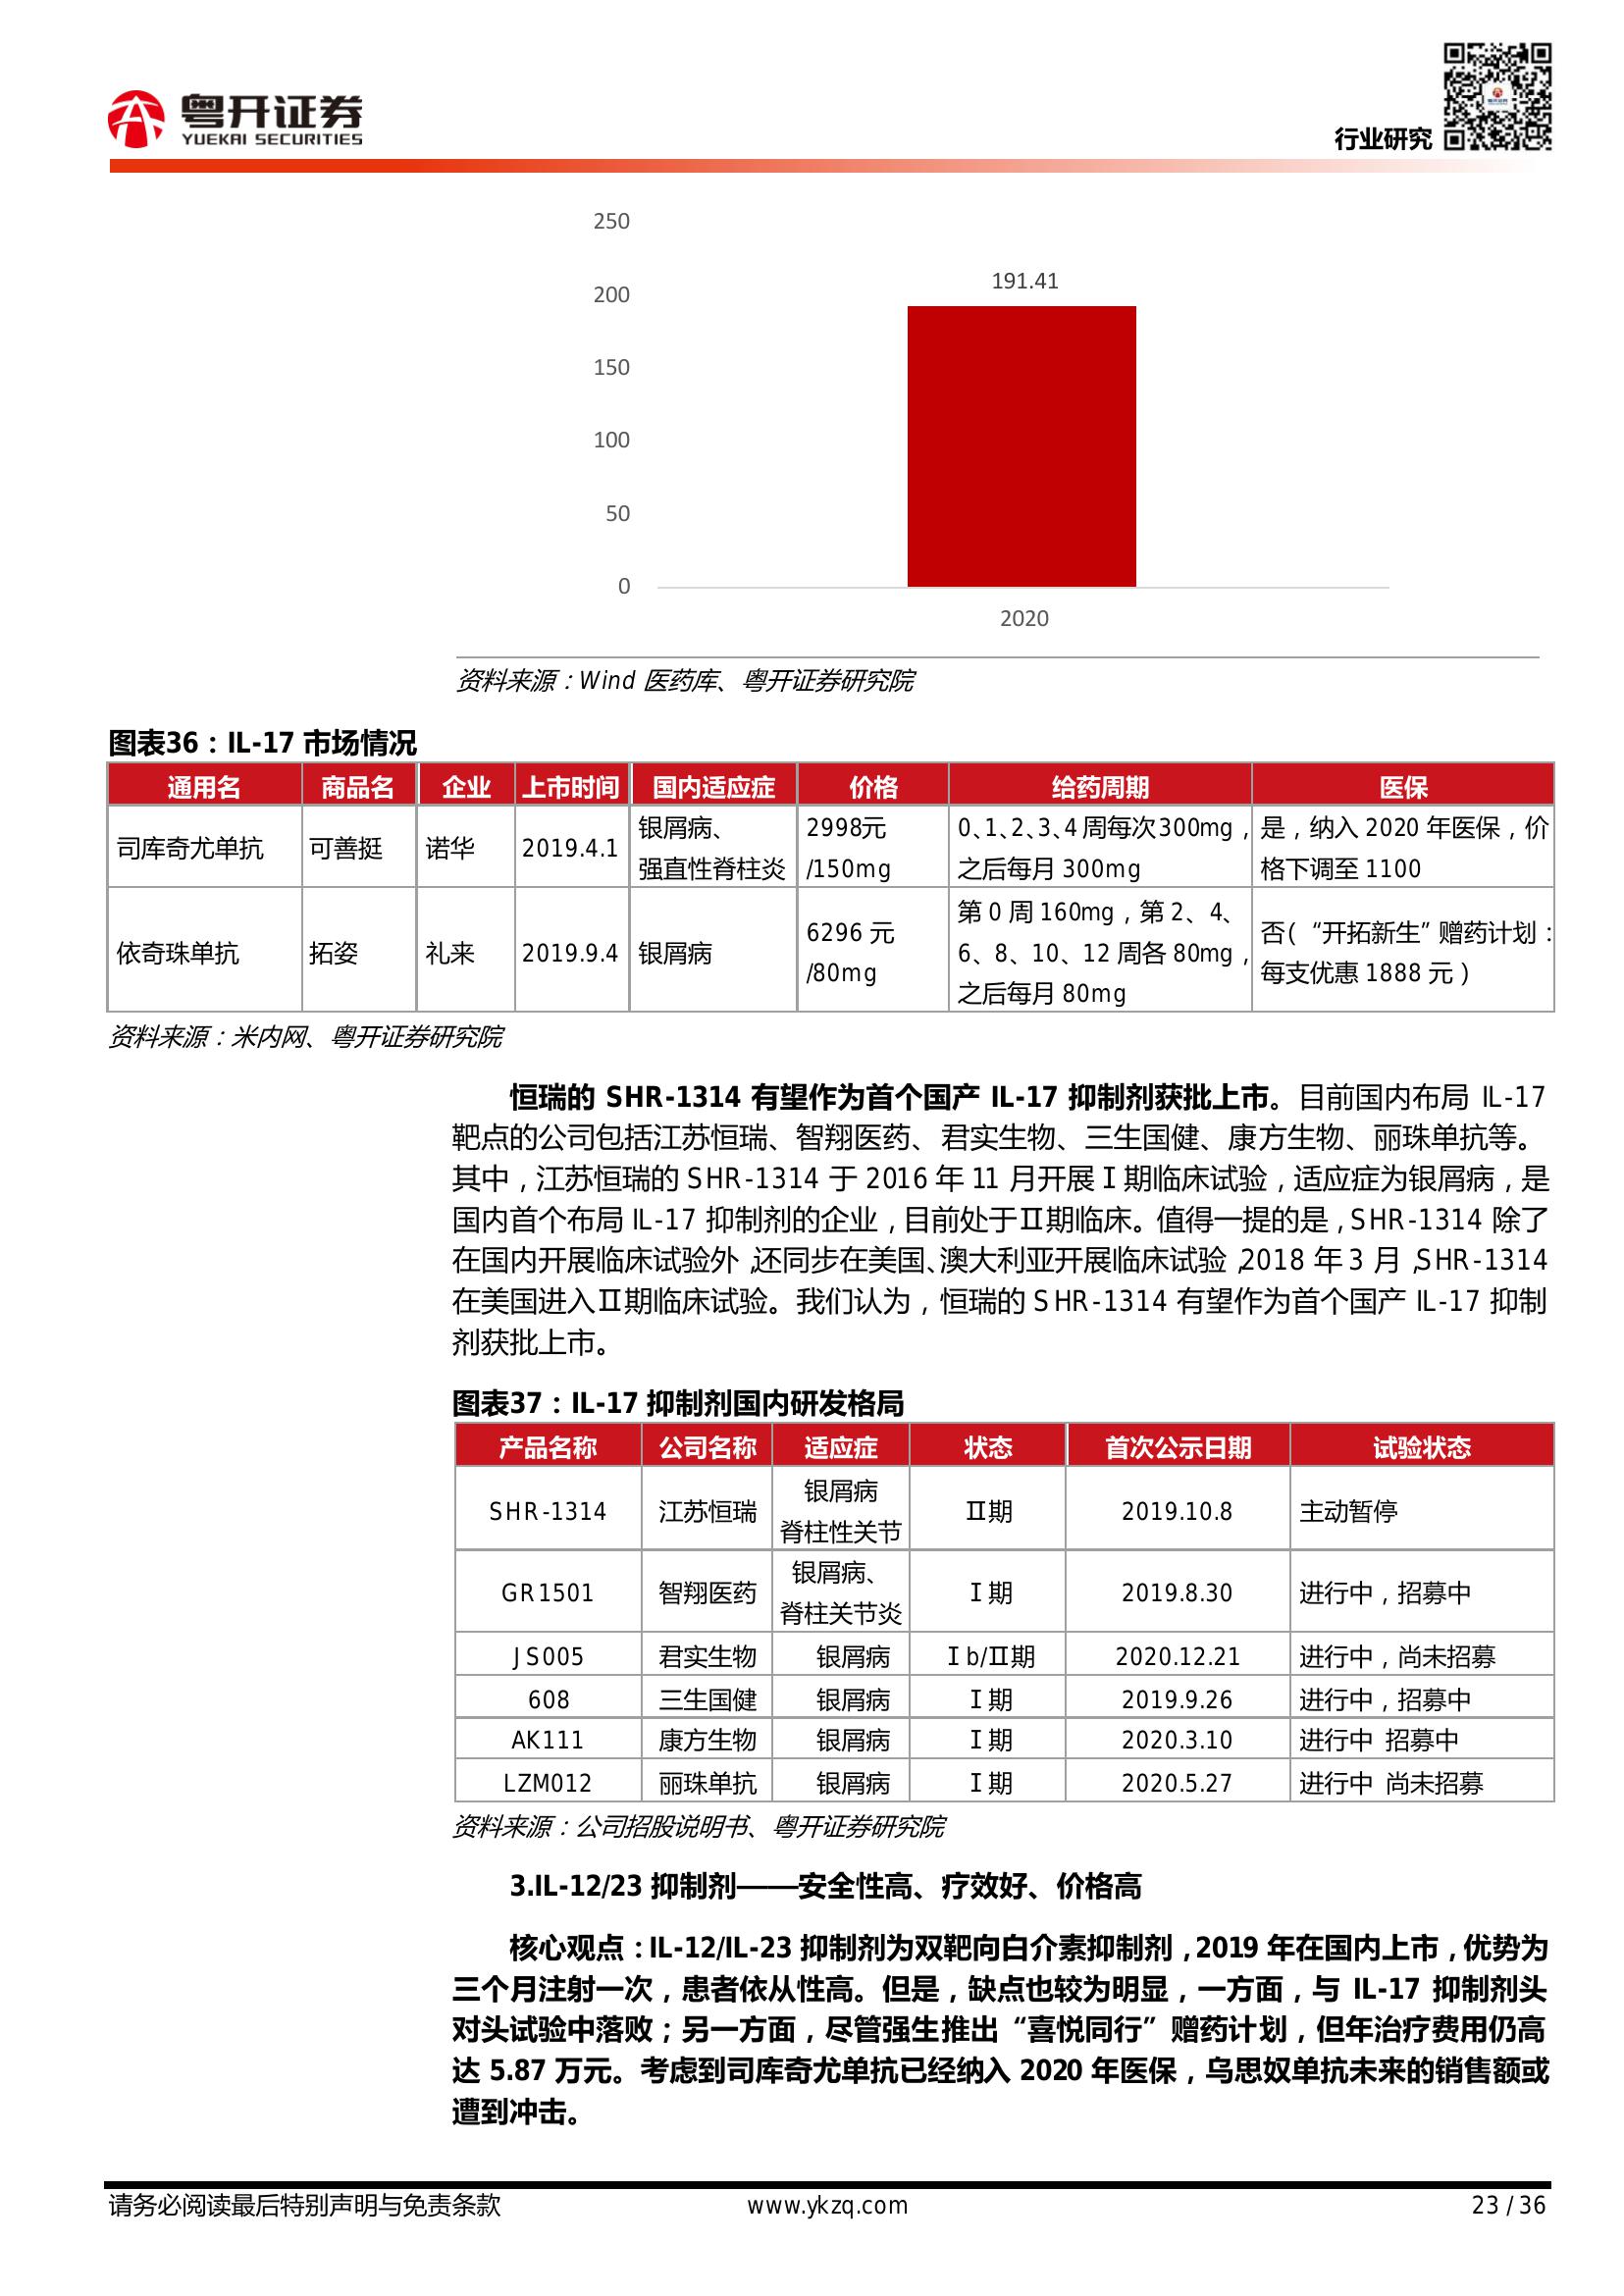 粤开证券
YUEKAI SECURITIES
行业研究
250
200
150
100
50
0
191.41
2020
资料来源：Wind 医药库、粤开证券研究院
图表36：IL-17 市场情况
通用名 商品名 企业 上市时间 国内适应症 价格 给药周期 医保
司库奇尤单抗 可善挺 诺华 2019.4.1 银屑病、 2998元 0、1、2、3、4 周每次300mg， 是，纳入 2020 年医保，价
强直性脊柱炎 /150mg 之后每月 300mg 格下调至 1100
依奇珠单抗 拓姿 礼来 2019.9.4 银屑病 6296 元 第 0 周 160mg，第 2、4、 否（“开拓新生”赠药计划：
/80mg 6、8、10、12 周各 80mg， 每支优惠 1888 元）
之后每月 80mg
资料来源：米内网、粤开证券研究院
恒瑞的 SHR-1314 有望作为首个国产 IL-17 抑制剂获批上市。目前国内布局 IL-17
靶点的公司包括江苏恒瑞、智翔医药、君实生物、三生国健、康方生物、丽珠单抗等。
其中，江苏恒瑞的 SHR-1314 于 2016 年 11 月开展Ⅰ期临床试验，适应症为银屑病，是
国内首个布局 IL-17 抑制剂的企业，目前处于Ⅱ期临床。值得一提的是，SHR-1314 除了
在国内开展临床试验外，还同步在美国、澳大利亚开展临床试验，2018 年 3 月，SHR-1314
在美国进入Ⅱ期临床试验。我们认为，恒瑞的 SHR-1314 有望作为首个国产 IL-17 抑制
剂获批上市。
图表37：IL-17 抑制剂国内研发格局
产品名称 公司名称 适应症 状态 首次公示日期 试验状态
SHR-1314 江苏恒瑞 银屑病 Ⅱ期 2019.10.8 主动暂停
脊柱性关节
GR1501 智翔医药 银屑病、 Ⅰ期 2019.8.30 进行中，招募中
脊柱关节炎
JS005 君实生物 银屑病 Ⅰb/Ⅱ期 2020.12.21 进行中，尚未招募
608 三生国健 银屑病 Ⅰ期 2019.9.26 进行中，招募中
AK111 康方生物 银屑病 Ⅰ期 2020.3.10 进行中 招募中
LZM012 丽珠单抗 银屑病 Ⅰ期 2020.5.27 进行中 尚未招募
资料来源：公司招股说明书、粤开证券研究院
3.IL-12/23 抑制剂——安全性高、疗效好、价格高
核心观点：IL-12/IL-23 抑制剂为双靶向白介素抑制剂，2019 年在国内上市，优势为
三个月注射一次，患者依从性高。但是，缺点也较为明显，一方面，与 IL-17 抑制剂头
对头试验中落败；另一方面，尽管强生推出“喜悦同行”赠药计划，但年治疗费用仍高
达 5.87 万元。考虑到司库奇尤单抗已经纳入 2020 年医保，乌思奴单抗未来的销售额或
遭到冲击。
请务必阅读最后特别声明与免责条款 www.ykzq.com 23 / 36